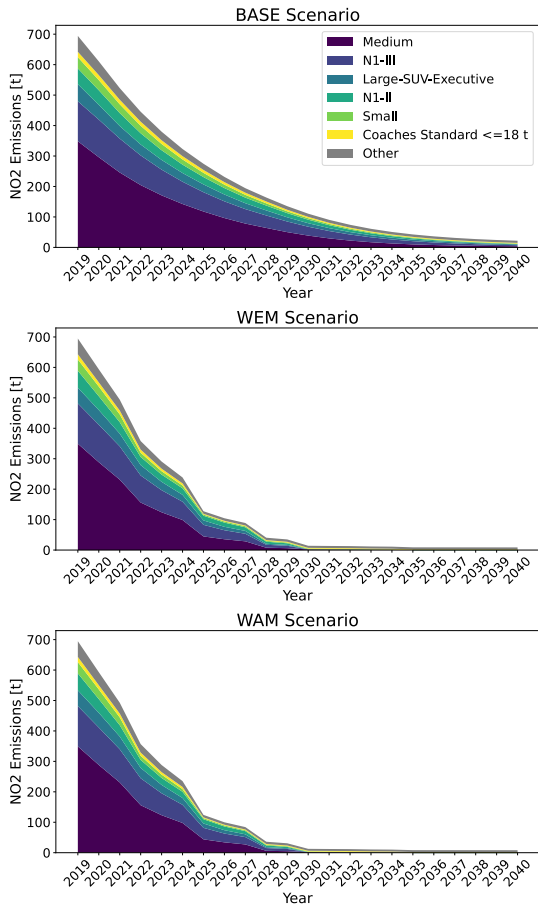 BASE Scenario
700
600
500
400
300
200
100
0
NO2 Emissions [t]
Medium
N1-III
Large-SUV-Executive
N1-II
Small
Coaches Standard <=18 t
Other
2019 2020 2021 2022 2023 2024 2025 2026 2027 2028 2029 2030 2031 2032 2033 2034 2035 2036 2037 2038 2039 2040
Year
WEM Scenario
700
600
500
400
300
200
100
0
NO2 Emissions [t]
2019 2020 2021 2022 2023 2024 2025 2026 2027 2028 2029 2030 2031 2032 2033 2034 2035 2036 2037 2038 2039 2040
Year
WAM Scenario
700
600
500
400
300
200
100
0
NO2 Emissions [t]
2019 2020 2021 2022 2023 2024 2025 2026 2027 2028 2029 2030 2031 2032 2033 2034 2035 2036 2037 2038 2039 2040
Year